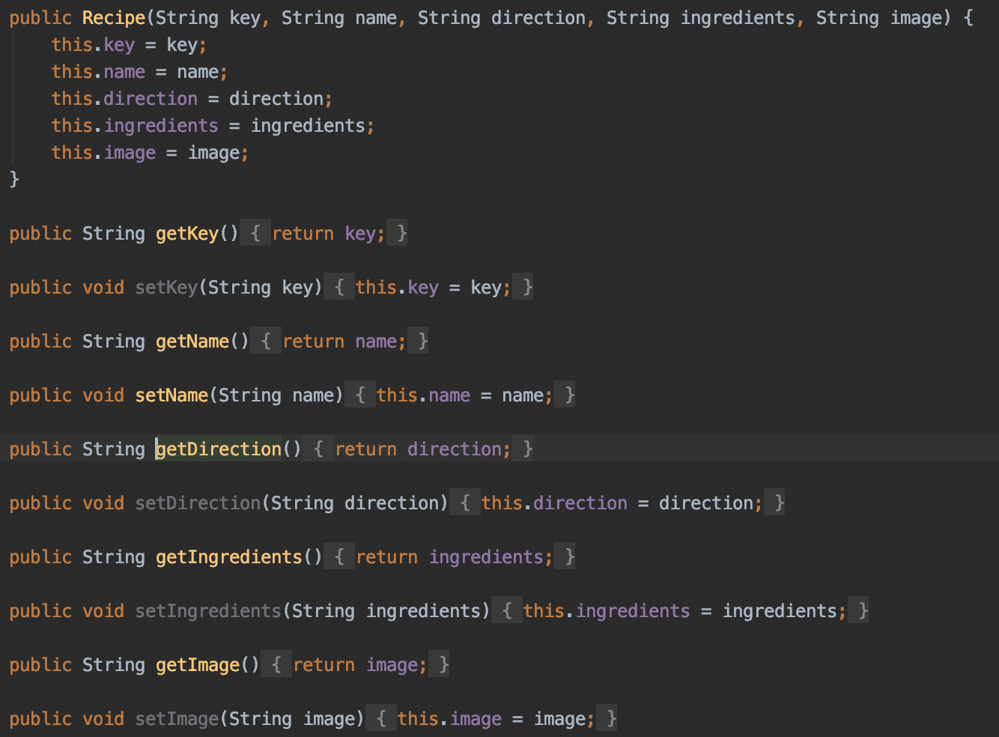 public Recipe(String key, String name, String direction, String ingredients, String image) {
    this.key = key;
    this.name = name;
    this.direction = direction;
    this.ingredients = ingredients;
    this.image = image;
}
public String getKey() { return key; }
public void setKey(String key) { this.key = key; }
public String getName() { return name; }
public void setName(String name) { this.name = name; }
public String getDirection() { return direction; }
public void setDirection(String direction) { this.direction = direction; }
public String getIngredients() { return ingredients; }
public void setIngredients(String ingredients) { this.ingredients = ingredients; }
public String getImage() { return image; }
public void setImage(String image) { this.image = image; }